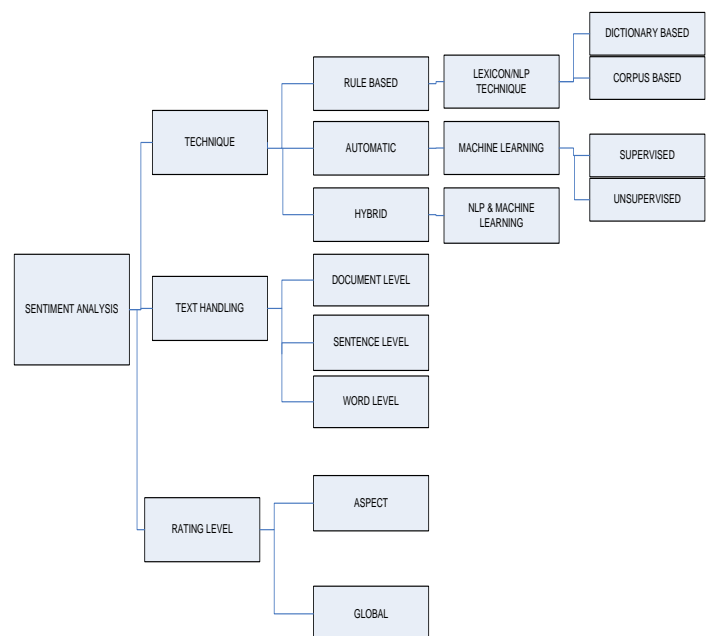 DICTIONARY BASED
RULE BASED
LEXICON/NLP
TECHNIQUE
CORPUS BASED
TECHNIQUE
AUTOMATIC
MACHINE LEARNING
SUPERVISED
UNSUPERVISED
HYBRID
NLP & MACHINE
LEARNING
SENTIMENT ANALYSIS
TEXT HANDLING
DOCUMENT LEVEL
SENTENCE LEVEL
WORD LEVEL
RATING LEVEL
ASPECT
GLOBAL